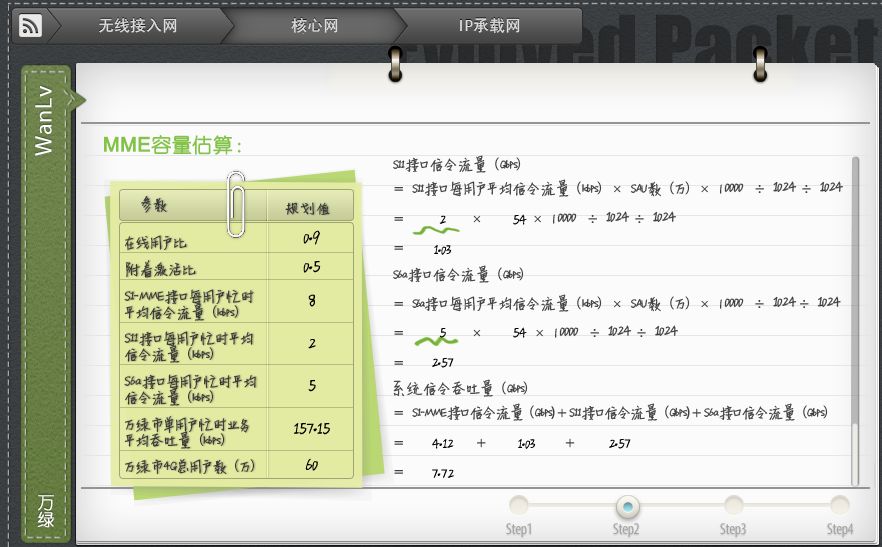 Evolved Packet
无线接入网
核心网
IP承载网
WanLv
万绿
MME容量估算：
参数 规划值
在线用户比 0.9
附着激活比 0.5
S1-MME接口每用户忙时
平均信令流量（kbps） 8
S11接口每用户忙时平均
信令流量（kbps） 2
S6a接口每用户忙时平均
信令流量（kbps） 5
万绿市单用户忙时业务
平均吞吐量（kbps） 157.15
万绿市4G总用户数（万） 60
S11接口信令流量（Gbps）
= S11接口每用户平均信令流量（kbps）× SAU数（万）× 10000 ÷ 1024 ÷ 1024
= 2 × 54 × 10000 ÷ 1024 ÷ 1024
= 1.03
S6a接口信令流量（Gbps）
= S6a接口每用户平均信令流量（kbps）× SAU数（万）× 10000 ÷ 1024 ÷ 1024
= 5 × 54 × 10000 ÷ 1024 ÷ 1024
= 2.57
系统信令吞吐量（Gbps）
= S1-MME接口信令流量（Gbps）+S11接口信令流量（Gbps）+S6a接口信令流量（Gbps）
= 4.12 + 1.03 + 2.57
= 7.72
Step1
Step2
Step3
Step4